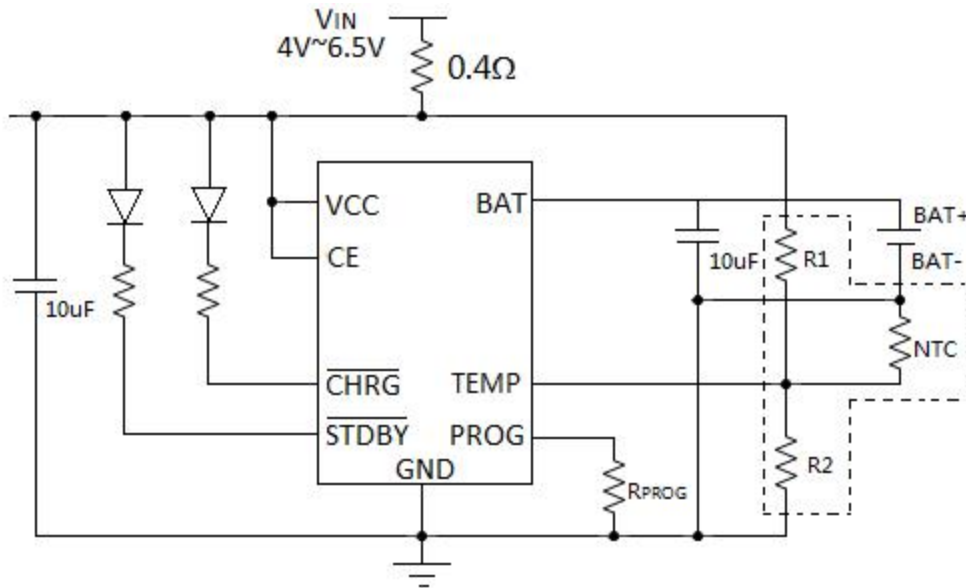 VIN
4V~6.5V
0.4Ω
VCC
BAT
CE
BAT+
BAT-
10uF
10uF
R1
NTC
CHRG
TEMP
STDBY
PROG
GND
RPROG
R2